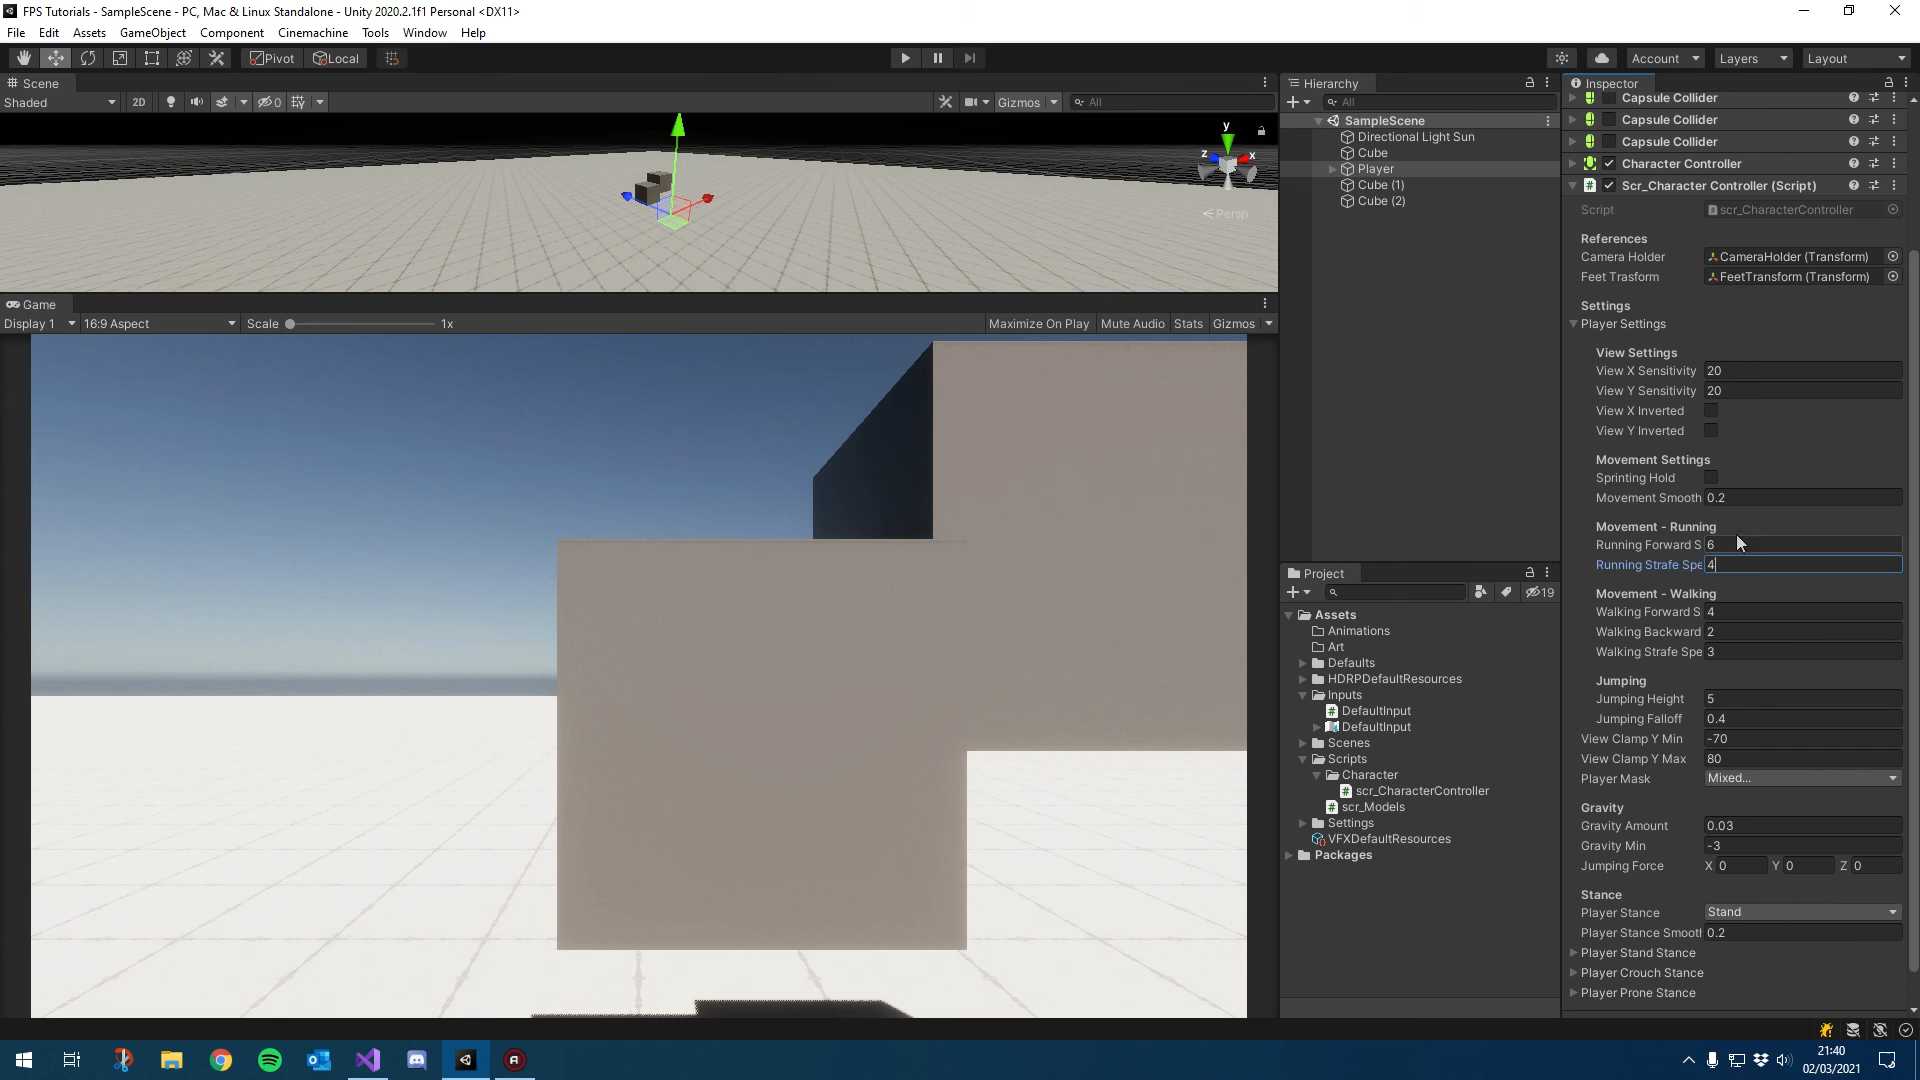 FPS Tutorials - SampleScene - PC, Mac & Linux Standalone - Unity 2020.2.1f1 Personal <DX11>
File Edit Assets GameObject Component Cinemachine Tools Window Help
Pivot Local Account Layers Layout
Scene
Shaded 2D 0 Gizmos All
y
z x
Persp
Game
Display 1 16:9 Aspect Scale 1x Maximize On Play Mute Audio Stats Gizmos
Hierarchy
All
SampleScene
Directional Light Sun
Cube
Player
Cube (1)
Cube (2)
Project
19
Assets
Animations
Art
Defaults
HDRPDefaultResources
Inputs
DefaultInput
DefaultInput
Scenes
Scripts
Character
scr_CharacterController
scr_Models
Settings
VFXDefaultResources
Packages
Inspector
Capsule Collider
Capsule Collider
Capsule Collider
Character Controller
Scr_Character Controller (Script)
Script scr_CharacterController
References
Camera Holder CameraHolder (Transform)
Feet Trasform FeetTransform (Transform)
Settings
Player Settings
View Settings
View X Sensitivity 20
View Y Sensitivity 20
View X Inverted
View Y Inverted
Movement Settings
Sprinting Hold
Movement Smooth 0.2
Movement - Running
Running Forward S 6
Running Strafe Spe 4
Movement - Walking
Walking Forward S 4
Walking Backward 2
Walking Strafe Spe 3
Jumping
Jumping Height 5
Jumping Falloff 0.4
View Clamp Y Min -70
View Clamp Y Max 80
Player Mask Mixed...
Gravity
Gravity Amount 0.03
Gravity Min -3
Jumping Force X 0 Y 0 Z 0
Stance
Player Stance Stand
Player Stance Smooth 0.2
Player Stand Stance
Player Crouch Stance
Player Prone Stance
21:40
02/03/2021